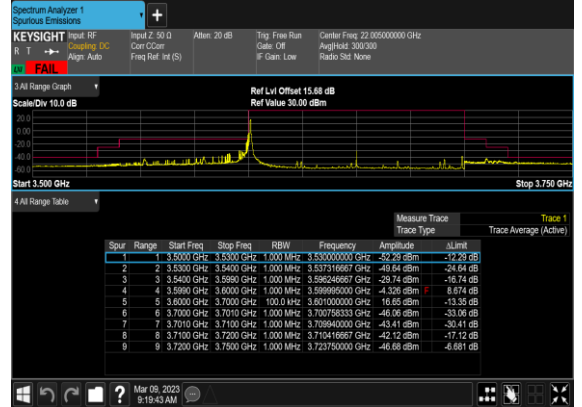 Spectrum Analyzer 1
Spurious Emissions
KEYSIGHT Input: RF Input Z: 50 Ω Atten: 20 dB Trig: Free Run Center Freq: 22.005000000 GHz
R T Coupling: DC Corr CCorr Gate: Off Avg|Hold: 300/300
Align: Auto Freq Ref: Int (S) IF Gain: Low Radio Std: None
LNI FAIL
3 All Range Graph Ref Lvl Offset 15.68 dB
Scale/Div 10.0 dB Ref Value 30.00 dBm
20.0
0.00
-20.0
-40.0
-60.0
Start 3.500 GHz Stop 3.750 GHz
4 All Range Table
Measure Trace Trace 1
Trace Type Trace Average (Active)
Spur Range Start Freq Stop Freq RBW Frequency Amplitude ΔLimit
1 1 3.5000 GHz 3.5300 GHz 1.000 MHz 3.530000000 GHz -52.29 dBm -12.29 dB
2 2 3.5300 GHz 3.5400 GHz 1.000 MHz 3.537316667 GHz -49.64 dBm -24.64 dB
3 3 3.5400 GHz 3.5990 GHz 1.000 MHz 3.596246667 GHz -29.74 dBm -16.74 dB
4 4 3.5990 GHz 3.6000 GHz 1.000 MHz 3.599995000 GHz -4.326 dBm F 8.674 dB
5 5 3.6000 GHz 3.7000 GHz 100.0 kHz 3.601000000 GHz 16.65 dBm -13.35 dB
6 6 3.7000 GHz 3.7010 GHz 1.000 MHz 3.700758333 GHz -46.06 dBm -33.06 dB
7 7 3.7010 GHz 3.7100 GHz 1.000 MHz 3.709940000 GHz -43.41 dBm -30.41 dB
8 8 3.7100 GHz 3.7200 GHz 1.000 MHz 3.710416667 GHz -42.12 dBm -17.12 dB
9 9 3.7200 GHz 3.7500 GHz 1.000 MHz 3.723750000 GHz -46.68 dBm -6.681 dB
Mar 09, 2023
9:19:43 AM